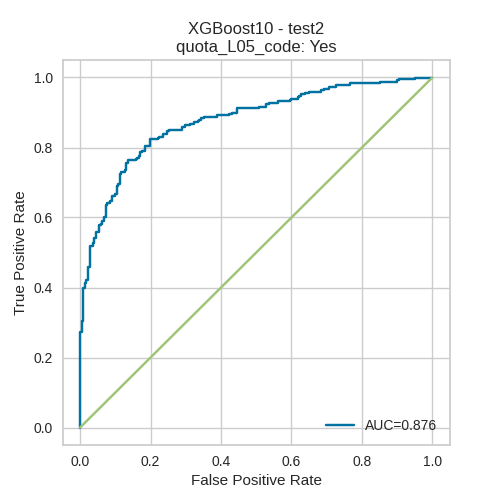 XGBoost10 - test2
quota_L05_code: Yes
True Positive Rate
1.0
0.8
0.6
0.4
0.2
0.0
AUC=0.876
0.0 0.2 0.4 0.6 0.8 1.0
False Positive Rate